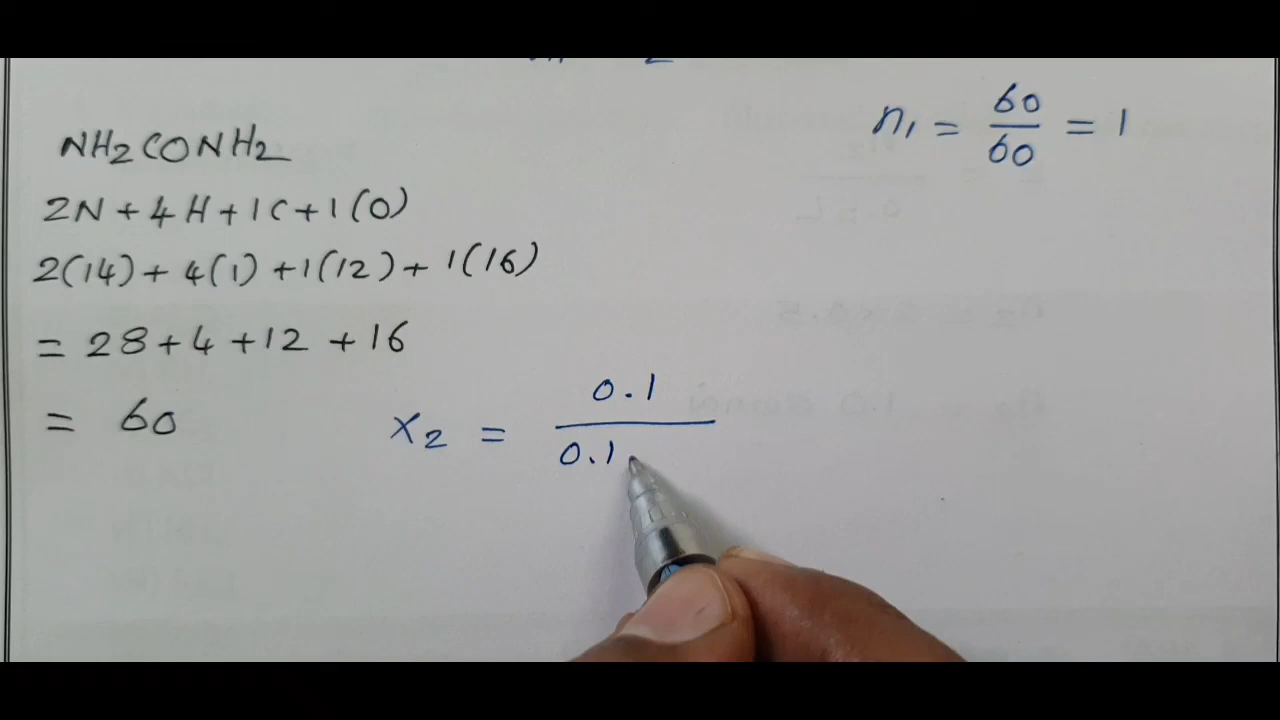 n₁ = 60/60 = 1
NH₂CONH₂
2N + 4H + 1C + 1(O)
2(14) + 4(1) + 1(12) + 1(16)
= 28 + 4 + 12 + 16
= 60
x₂ = 0.1/0.1